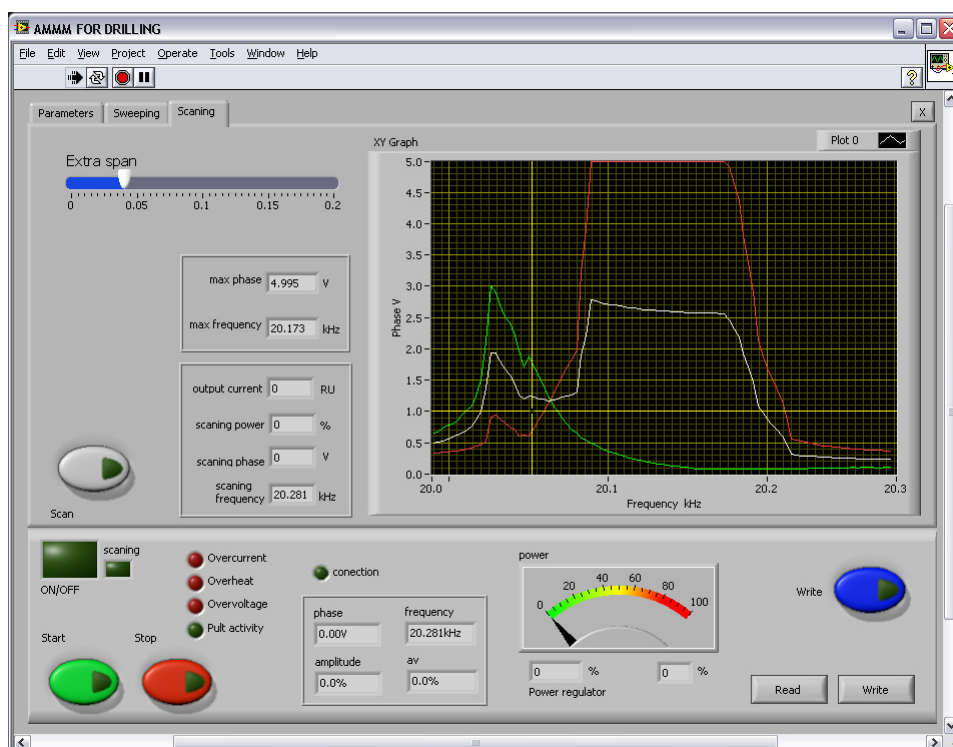 AMMM FOR DRILLING
File Edit View Project Operate Tools Window Help
?
Parameters Sweeping Scaning X
Extra span
0 0.05 0.1 0.15 0.2
max phase 4.995 V
max frequency 20.173 kHz
output current 0 RU
scaning power 0 %
scaning phase 0 V
scaning
frequency 20.281 kHz
Scan
XY Graph
Plot 0
Phase V
5.0
4.5
4.0
3.5
3.0
2.5
2.0
1.5
1.0
0.5
0.0
20.0 20.1 20.2 20.3
Frequency kHz
scaning
ON/OFF
Overcurrent
Overheat
Overvoltage
Pult activity
Start Stop
conection
phase frequency
0.00V 20.281kHz
amplitude av
0.0% 0.0%
power
0 20 40 60 80 100
0 % 0 %
Power regulator
Write
Read Write